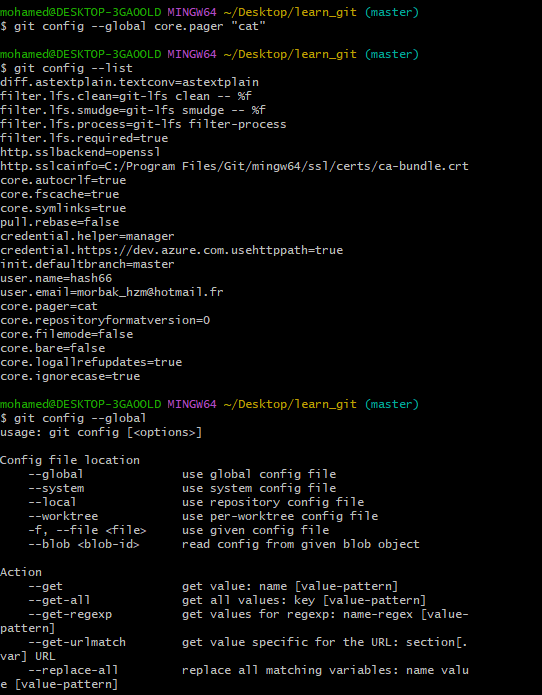 mohamed@DESKTOP-3GAOOLD MINGW64 ~/Desktop/learn_git (master)
$ git config --global core.pager "cat"

mohamed@DESKTOP-3GAOOLD MINGW64 ~/Desktop/learn_git (master)
$ git config --list
diff.astextplain.textconv=astextplain
filter.lfs.clean=git-lfs clean -- %f
filter.lfs.smudge=git-lfs smudge -- %f
filter.lfs.process=git-lfs filter-process
filter.lfs.required=true
http.sslbackend=openssl
http.sslcainfo=C:/Program Files/Git/mingw64/ssl/certs/ca-bundle.crt
core.autocrlf=true
core.fscache=true
core.symlinks=true
pull.rebase=false
credential.helper=manager
credential.https://dev.azure.com.usehttppath=true
init.defaultbranch=master
user.name=hash66
user.email=morbak_hzm@hotmail.fr
core.pager=cat
core.repositoryformatversion=0
core.filemode=false
core.bare=false
core.logallrefupdates=true
core.ignorecase=true

mohamed@DESKTOP-3GAOOLD MINGW64 ~/Desktop/learn_git (master)
$ git config --global
usage: git config [<options>]

Config file location
    --global              use global config file
    --system              use system config file
    --local               use repository config file
    --worktree            use per-worktree config file
    -f, --file <file>     use given config file
    --blob <blob-id>      read config from given blob object

Action
    --get                 get value: name [value-pattern]
    --get-all             get all values: key [value-pattern]
    --get-regexp          get values for regexp: name-regex [value-
pattern]
    --get-urlmatch        get value specific for the URL: section[.
var] URL
    --replace-all         replace all matching variables: name valu
e [value-pattern]